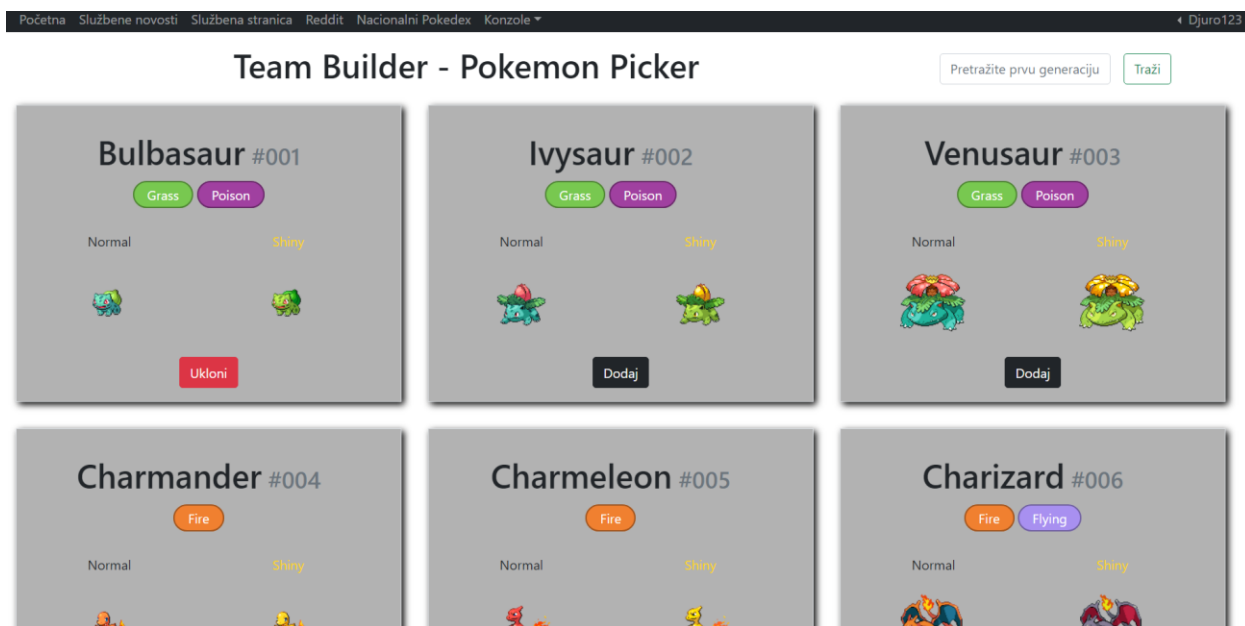 Početna Službene novosti Službena stranica Reddit Nacionalni Pokedex Konzole Djuro123
Team Builder - Pokemon Picker
Pretražite prvu generaciju Traži
Bulbasaur #001
Grass Poison
Normal Shiny
Ukloni
Ivysaur #002
Grass Poison
Normal Shiny
Dodaj
Venusaur #003
Grass Poison
Normal Shiny
Dodaj
Charmander #004
Fire
Normal Shiny
Charmeleon #005
Fire
Normal Shiny
Charizard #006
Fire Flying
Normal Shiny